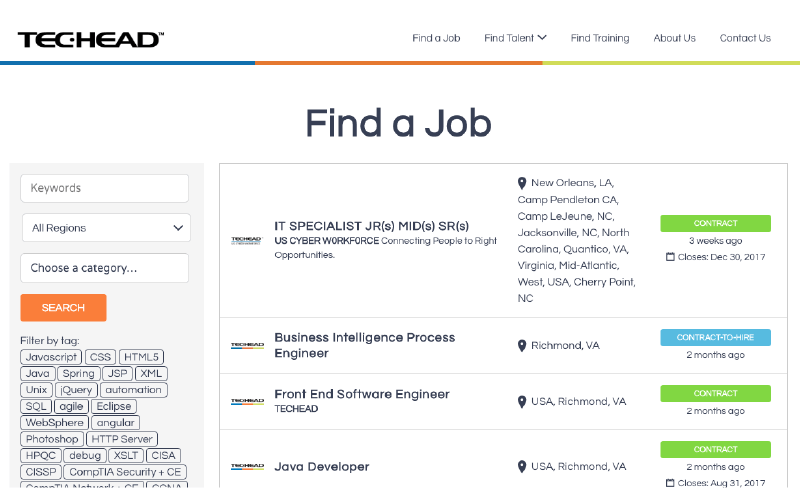 TECHEAD™
Find a Job
Find Talent
Find Training
About Us
Contact Us
Find a Job
Keywords
All Regions
Choose a category...
SEARCH
Filter by tag:
Javascript CSS HTML5
Java Spring JSP XML
Unix jQuery automation
SQL agile Eclipse
WebSphere angular
Photoshop HTTP Server
HPQC debug XSLT CISA
CISSP CompTIA Security + CE
CompTIA Network + CE CCNA
TECHEAD
IT SPECIALIST JR(s) MID(s) SR(s)
US CYBER W0RKF0RCE Connecting People to Right
Opportunities.
New Orleans, LA,
Camp Pendleton CA,
Camp LeJeune, NC,
Jacksonville, NC, North
Carolina, Quantico, VA,
Virginia, Mid-Atlantic,
West, USA, Cherry Point,
NC
CONTRACT
3 weeks ago
Closes: Dec 30, 2017
TECHEAD
Business Intelligence Process
Engineer
Richmond, VA
CONTRACT-TO-HIRE
2 months ago
TECHEAD
Front End Software Engineer
TECHEAD
USA, Richmond, VA
CONTRACT
2 months ago
TECHEAD
Java Developer
USA, Richmond, VA
CONTRACT
2 months ago
Closes: Aug 31, 2017